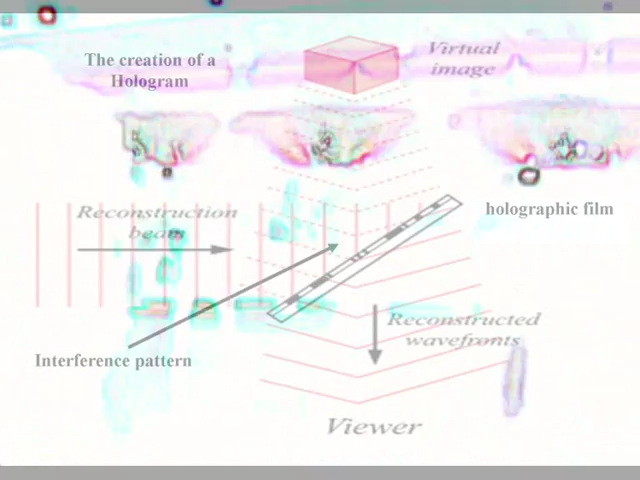 The creation of a
Hologram
Virtual
image
holographic film
Reconstruction
beam
Reconstructed
wavefronts
Interference pattern
Viewer